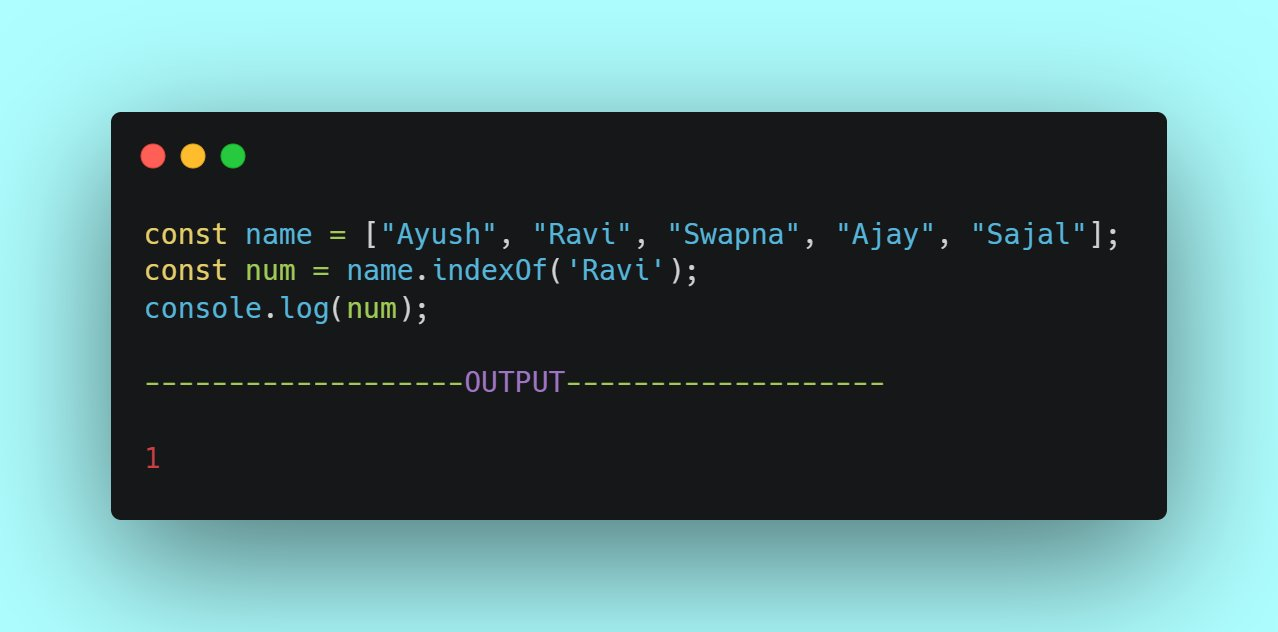 const name = ["Ayush", "Ravi", "Swapna", "Ajay", "Sajal"];
const num = name.indexOf('Ravi');
console.log(num);
-------------------OUTPUT-------------------
1